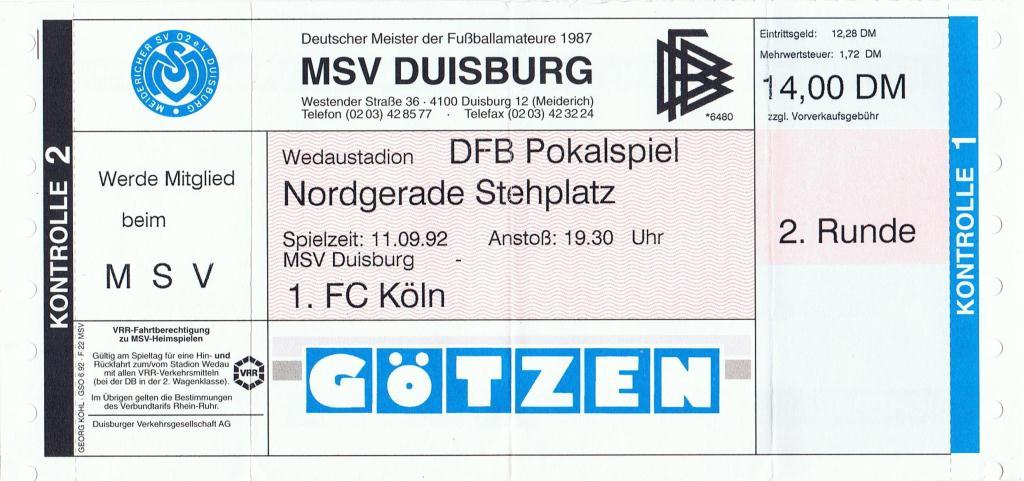 KONTROLLE 2
MEIDERICHER SV 02 e.V. DUISBURG
MSV
Deutscher Meister der Fußballamateure 1987
MSV DUISBURG
Westender Straße 36 · 4100 Duisburg 12 (Meiderich)
Telefon (02 03) 42 85 77 · Telefax (02 03) 42 32 24
DFB
*6480
Eintrittsgeld: 12,28 DM
Mehrwertsteuer: 1,72 DM
14,00 DM
zzgl. Vorverkaufsgebühr
Werde Mitglied
beim
M S V
Wedaustadion DFB Pokalspiel
Nordgerade Stehplatz
Spielzeit: 11.09.92 Anstoß: 19.30 Uhr
MSV Duisburg -
1. FC Köln
2. Runde
KONTROLLE 1
GEORG KOHL · GSO 6.92 · F 22 MSV
VRR-Fahrtberechtigung
zu MSV-Heimspielen
Gültig am Spieltag für eine Hin- und
Rückfahrt zum/vom Stadion Wedau
mit allen VRR-Verkehrsmitteln
(bei der DB in der 2. Wagenklasse).
VRR
Im Übrigen gelten die Bestimmungen
des Verbundtarifs Rhein-Ruhr.
Duisburger Verkehrsgesellschaft AG
GÖTZEN